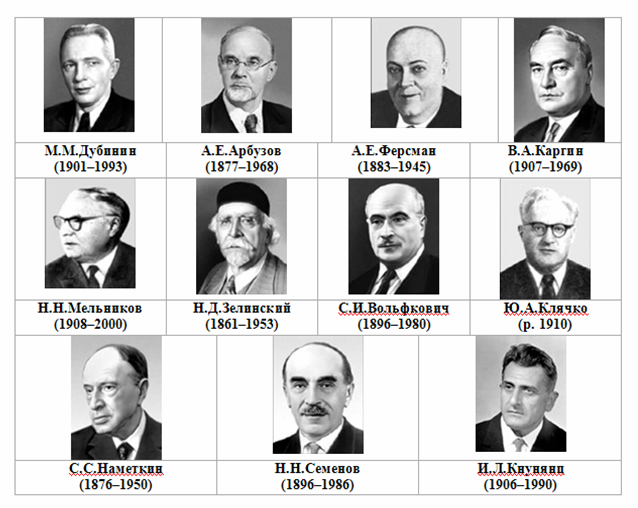 М.М.Дубинин
(1901–1993)
А.Е.Арбузов
(1877–1968)
А.Е.Ферсман
(1883–1945)
В.А.Каргин
(1907–1969)
Н.Н.Мельников
(1908–2000)
Н.Д.Зелинский
(1861–1953)
С.И.Вольфкович
(1896–1980)
Ю.А.Клячко
(р. 1910)
С.С.Наметкин
(1876–1950)
Н.Н.Семенов
(1896–1986)
И.Л.Кнунянц
(1906–1990)